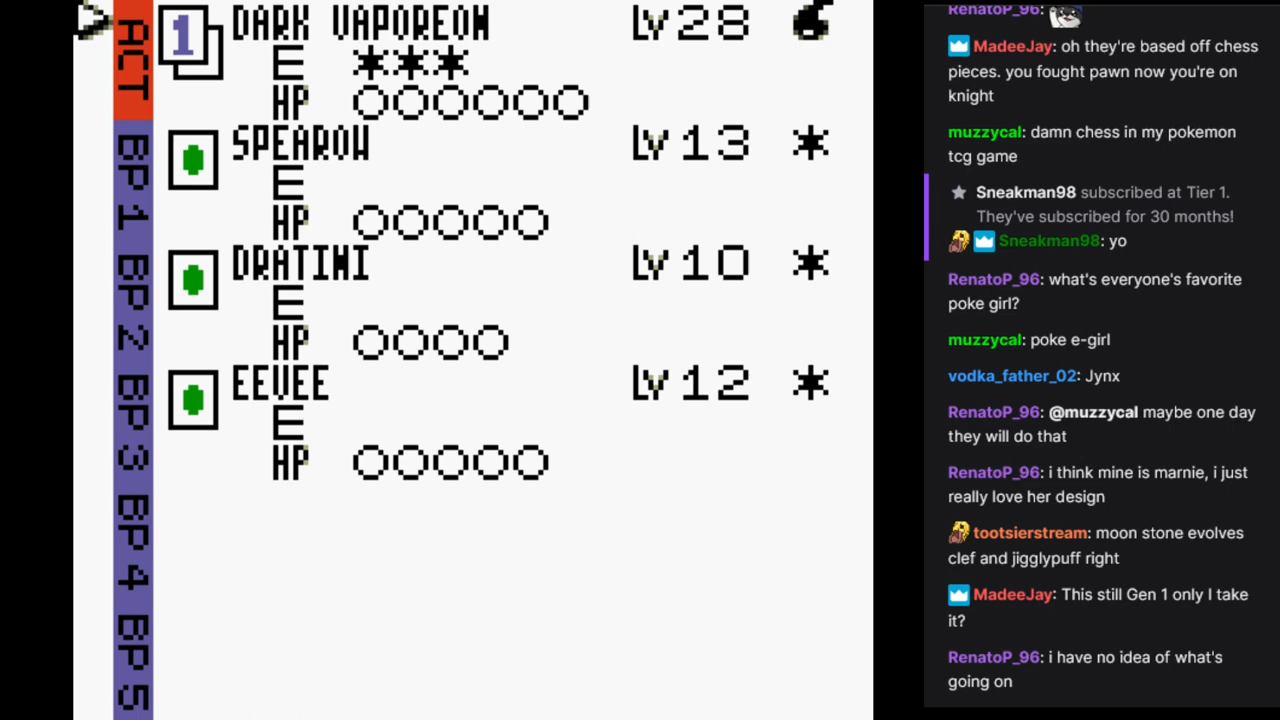 ACT
1
DARK VAPOREON Lv28
E
HP
BP1
SPEAROW Lv13
E
HP
BP2
DRATINI Lv10
E
HP
BP3
EEVEE Lv12
E
HP
BP4
BP5
RenatoP_96:
MadeeJay: oh they're based off chess
pieces. you fought pawn now you're on
knight
muzzycal: damn chess in my pokemon
tcg game
Sneakman98 subscribed at Tier 1.
They've subscribed for 30 months!
Sneakman98: yo
RenatoP_96: what's everyone's favorite
poke girl?
muzzycal: poke e-girl
vodka_father_02: Jynx
RenatoP_96: @muzzycal maybe one day
they will do that
RenatoP_96: i think mine is marnie, i just
really love her design
tootsierstream: moon stone evolves
clef and jigglypuff right
MadeeJay: This still Gen 1 only I take
it?
RenatoP_96: i have no idea of what's
going on